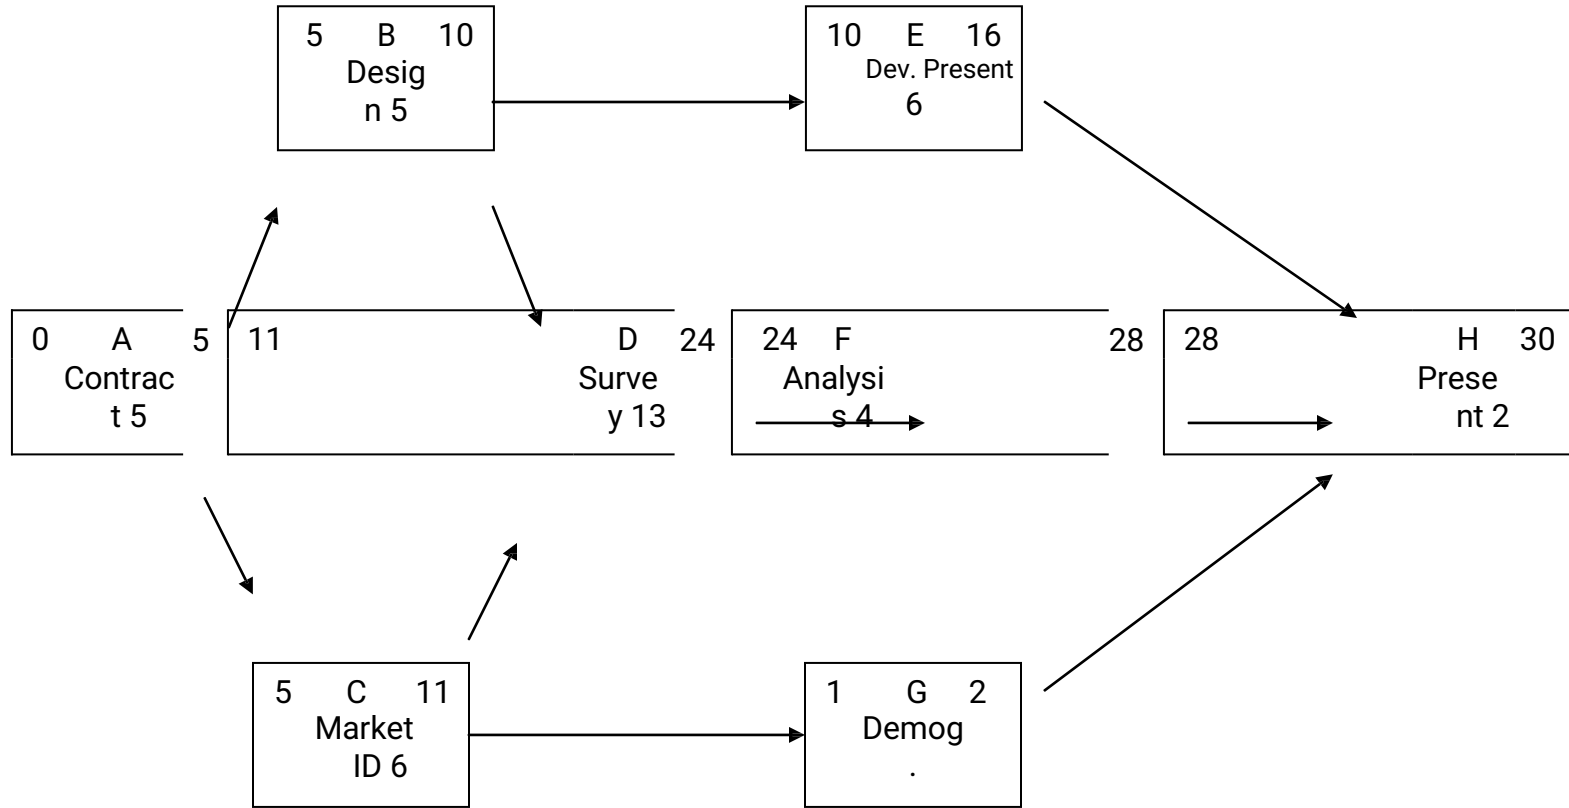 5 B 10
Desig
n 5
10 E 16
Dev. Present
6
0 A 5
Contrac
t 5
11 D 24
Surve
y 13
24 F 28
Analysi
s 4
28 H 30
Prese
nt 2
5 C 11
Market
ID 6
1 G 2
Demog
.